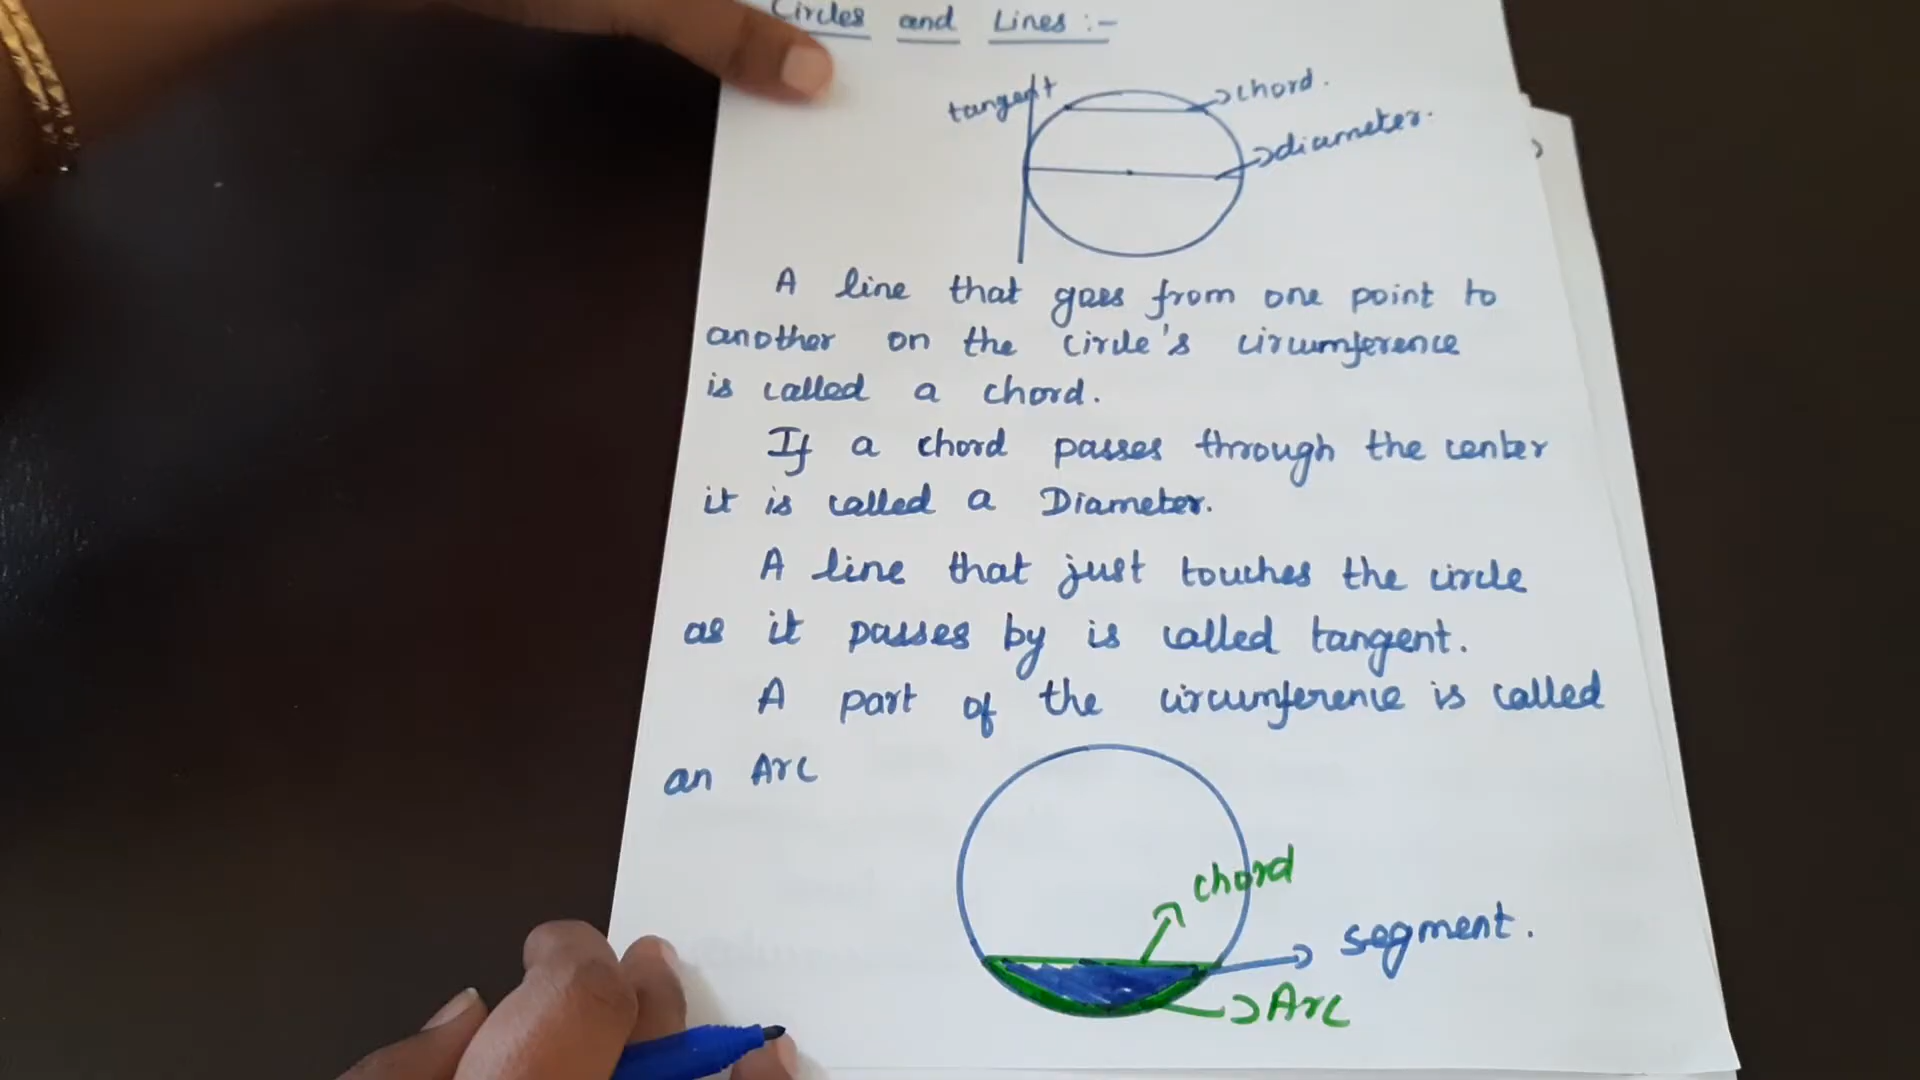 Circles and Lines :-
tangent
chord.
diameter.
A line that goes from one point to
another on the circle's circumference
is called a chord.
If a chord passes through the center
it is called a Diameter.
A line that just touches the circle
as it passes by is called tangent.
A part of the circumference is called
an Arc
chord
segment.
Arc